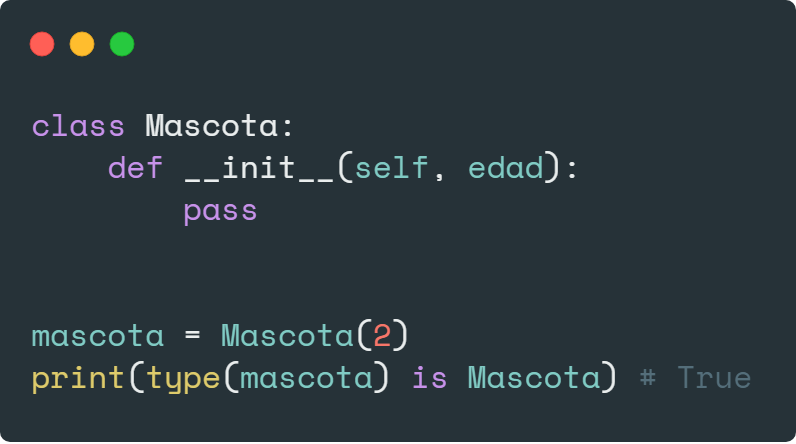 class Mascota:
    def __init__(self, edad):
        pass
mascota = Mascota(2)
print(type(mascota) is Mascota) # True